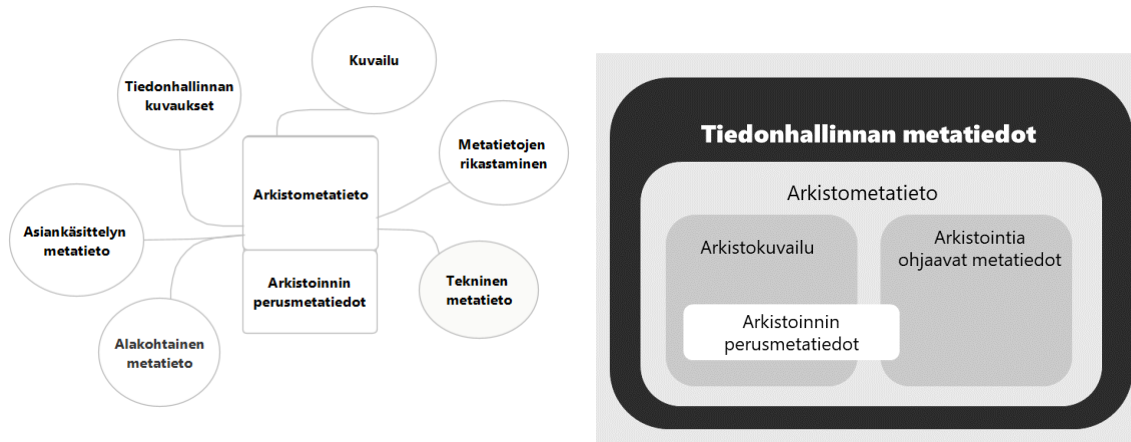 Kuvailu
Tiedonhallinnan
kuvaukset
Metatietojen
rikastaminen
Arkistometatieto
Asiankäsittelyn
metatieto
Arkistoinnin
perusmetatiedot
Tekninen
metatieto
Alakohtainen
metatieto
Tiedonhallinnan metatiedot
Arkistometatieto
Arkistokuvailu
Arkistointia
ohjaavat metatiedot
Arkistoinnin
perusmetatiedot